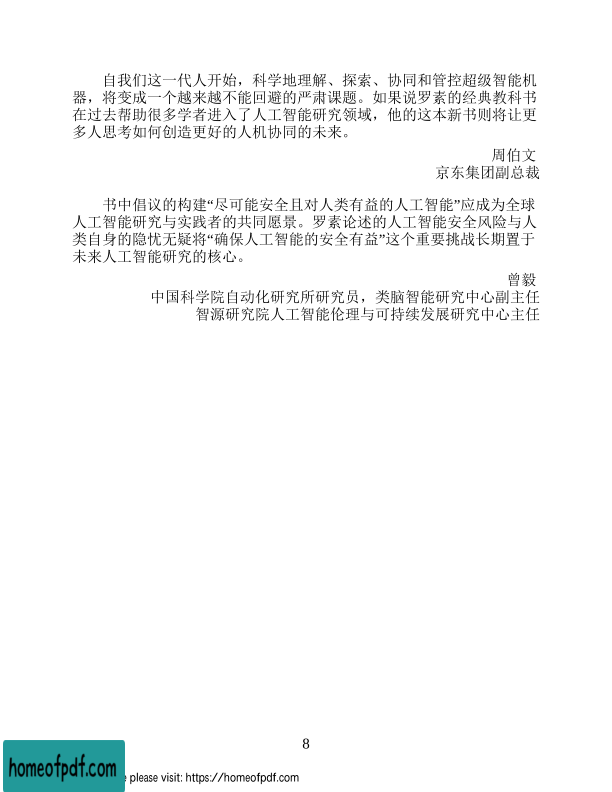 自我们这一代人开始，科学地理解、探索、协同和管控超级智能机
器，将变成一个越来越不能回避的严肃课题。如果说罗素的经典教科书
在过去帮助很多学者进入了人工智能研究领域，他的这本新书则将让更
多人思考如何创造更好的人机协同的未来。
周伯文
京东集团副总裁
书中倡议的构建“尽可能安全且对人类有益的人工智能”应成为全球
人工智能研究与实践者的共同愿景。罗素论述的人工智能安全风险与人
类自身的隐忧无疑将“确保人工智能的安全有益”这个重要挑战长期置于
未来人工智能研究的核心。
曾毅
中国科学院自动化研究所研究员，类脑智能研究中心副主任
智源研究院人工智能伦理与可持续发展研究中心主任
8
homeofpdf.com
please visit: https://homeofpdf.com